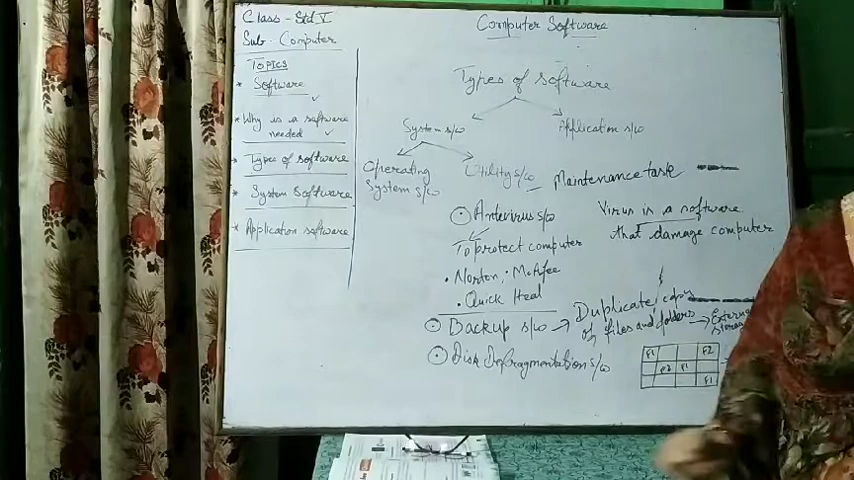 Class - Std V
Sub - Computer
Topics
* Software
* Why is a software
needed
* Types of software
* System software
* Application software
Computer Software
Types of software
System s/w
Application s/w
Operating
System s/w
Utility s/w
Maintenance task
Antivirus s/w
To protect computer
• Norton, • McAfee
• Quick Heal
Virus is a software
that damage computer
Backup s/w → Duplicate copy
of files and folders → External
Disk Defragmentation s/w
F1 F2
F2 F1
F1